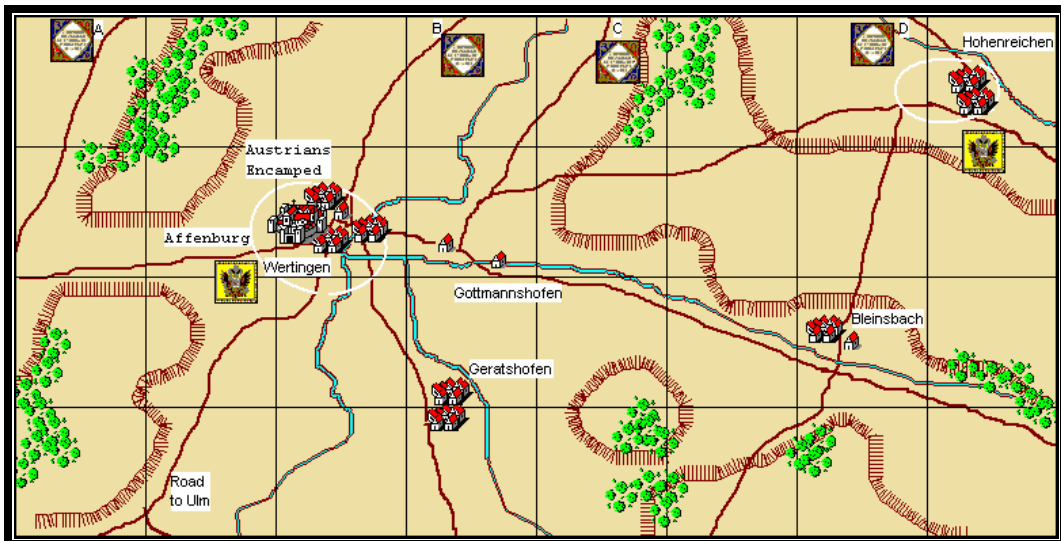 A
B
C
D
Hohenreichen
Austrians
Encamped
Affenburg
Wertingen
Gottmannshofen
Bleinsbach
Geratshofen
Road
to Ulm